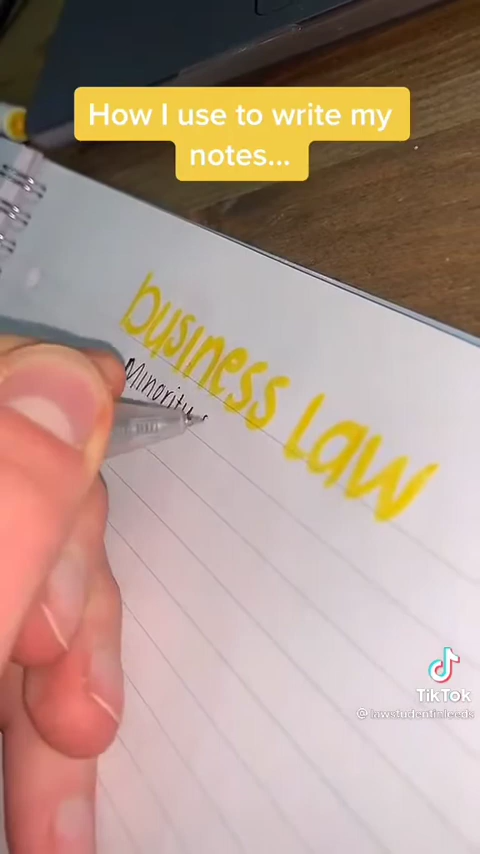 How I use to write my
notes...
business Law
Minority
TikTok
@lawstudentinleeds